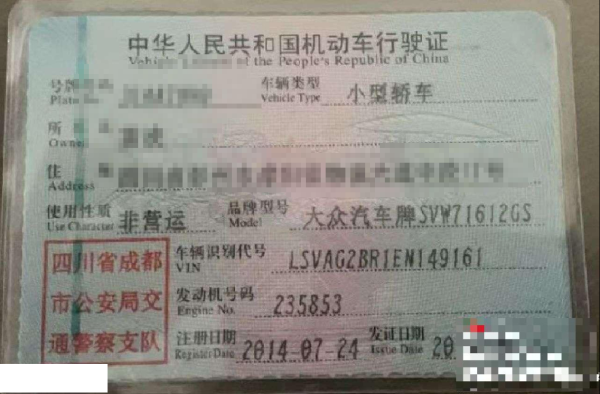 中华人民共和国机动车行驶证
Vehicle License of the People's Republic of China
号牌号码 车辆类型 小型轿车
Plate No. Vehicle Type
所
Owner
住
Address
使用性质 非营运 品牌型号 大众汽车牌SVW71612GS
Use Character Model
四川省成都 车辆识别代号 LSVAG2BR1EN149161
VIN
市公安局交 发动机号码 235853
Engine No.
通警察支队 注册日期 2014-07-24 发证日期 20
Register Date Issue Date